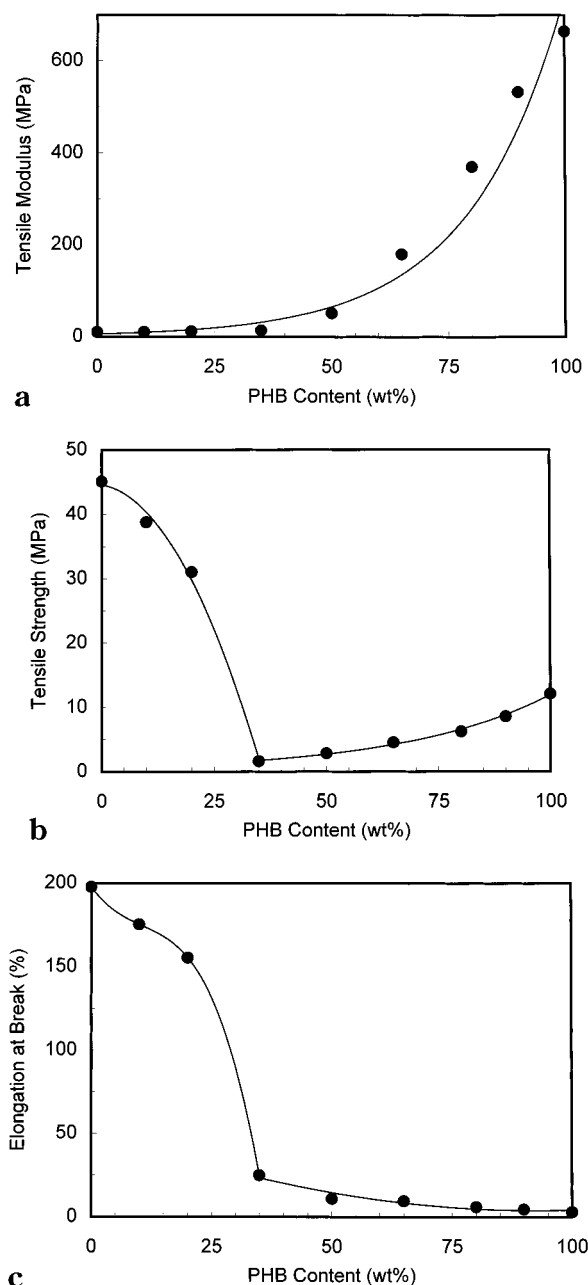 600
400
200
0
Tensile Modulus (MPa)
0 25 50 75 100
PHB Content (wt%)
a
50
40
30
20
10
0
Tensile Strength (MPa)
0 25 50 75 100
PHB Content (wt%)
b
200
150
100
50
0
Elongation at Break (%)
0 25 50 75 100
PHB Content (wt%)
c